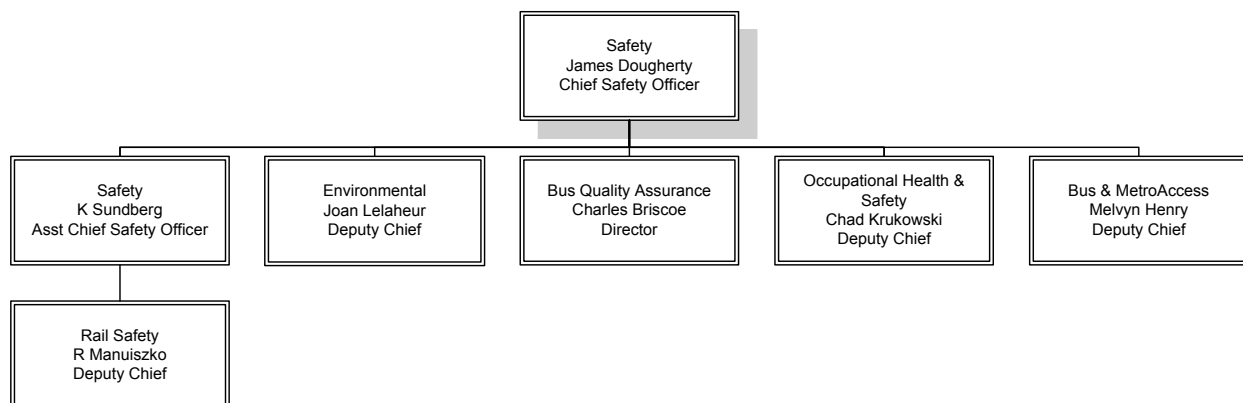 Safety
James Dougherty
Chief Safety Officer
Safety
K Sundberg
Asst Chief Safety Officer
Environmental
Joan Lelaheur
Deputy Chief
Bus Quality Assurance
Charles Briscoe
Director
Occupational Health &
Safety
Chad Krukowski
Deputy Chief
Bus & MetroAccess
Melvyn Henry
Deputy Chief
Rail Safety
R Manuiszko
Deputy Chief